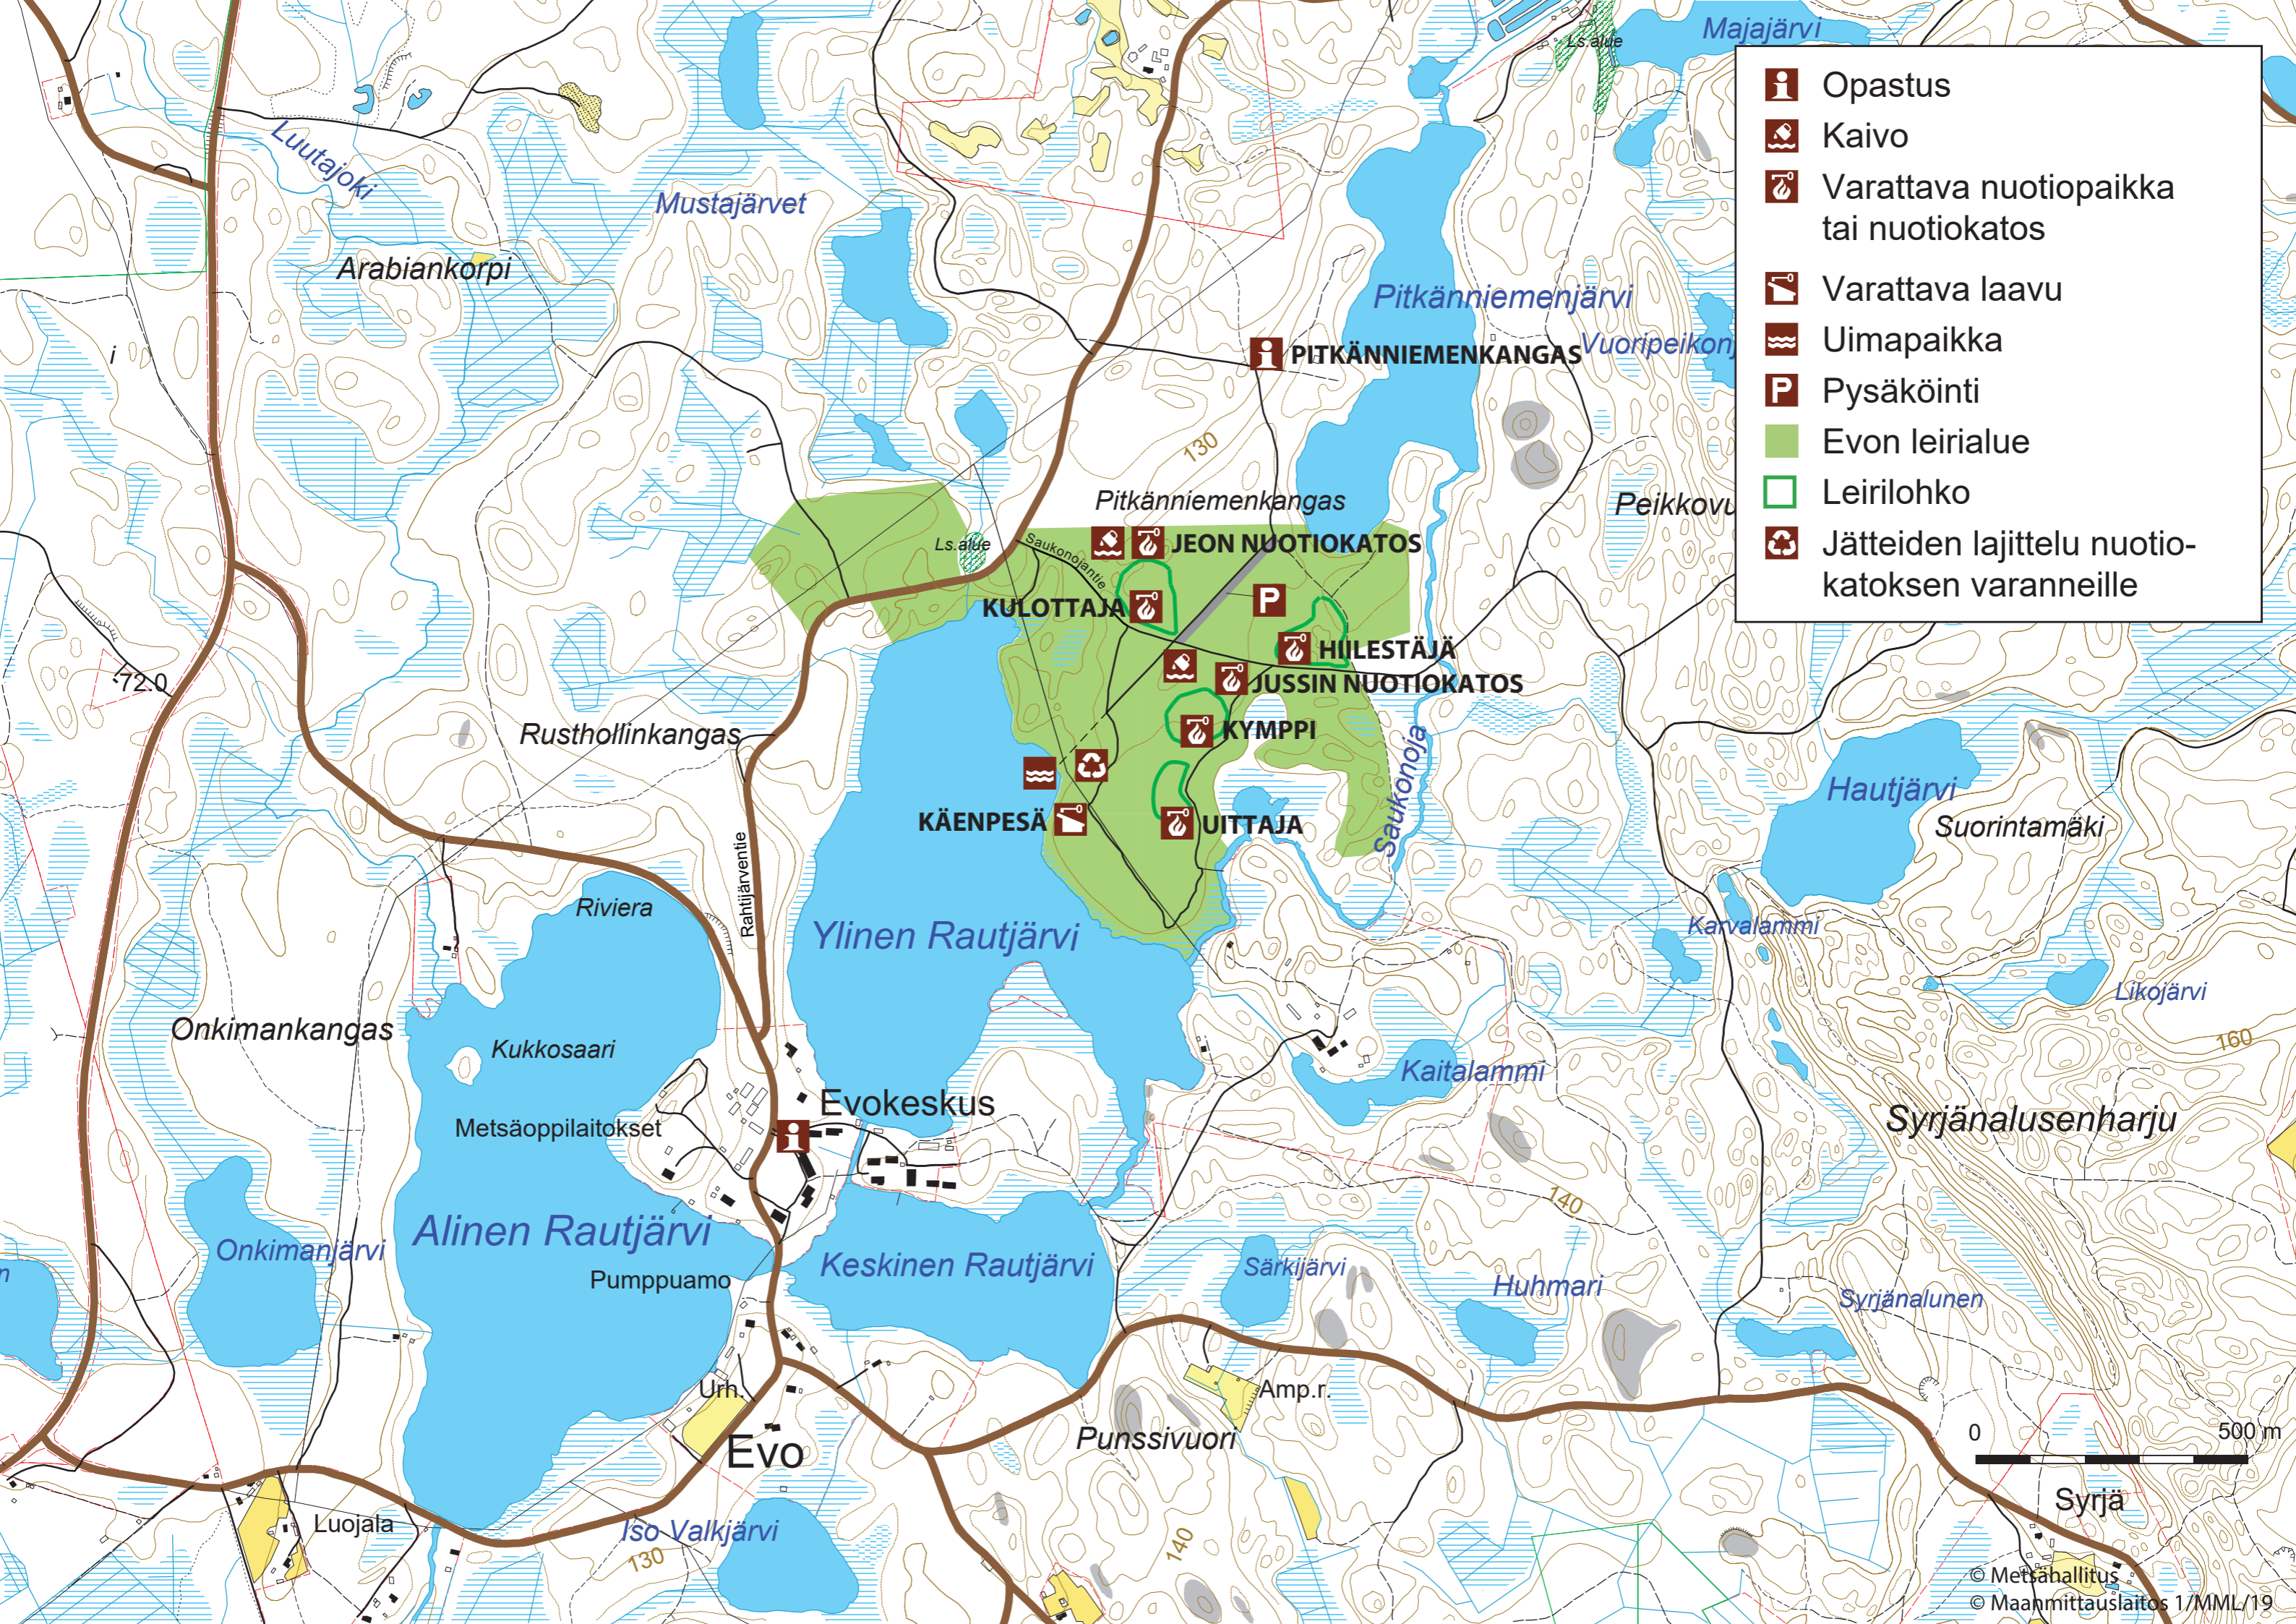 Majajärvi
Ls.alue
Opastus
Kaivo
Varattava nuotiopaikka
tai nuotiokatos
Varattava laavu
Uimapaikka
P
Pysäköinti
Evon leirialue
Leirilohko
Jätteiden lajittelu nuotio-
katoksen varanneille
Luutajoki
Mustajärvet
Arabiankorpi
i
Pitkänniemenjärvi
PITKÄNNIEMENKANGAS
Vuoripeikonj
130
Pitkänniemenkangas
Peikkovu
Ls.alue
Saukonojantie
JEON NUOTIOKATOS
KULOTTAJA
P
HIILESTÄJÄ
JUSSIN NUOTIOKATOS
72.0
Rusthollinkangas
KYMPPI
Saukonoja
Hautjärvi
Suorintamäki
KÄENPESÄ
UITTAJA
Rahtijärventie
Riviera
Ylinen Rautjärvi
Karvalammi
Likojärvi
Onkimankangas
Kukkosaari
160
Kaitalammi
Evokeskus
Metsäoppilaitokset
Syrjänalusenharju
140
Alinen Rautjärvi
Onkimanjärvi
Keskinen Rautjärvi
Särkijärvi
Huhmari
Pumppuamo
Syrjänalunen
n
Urh.
Amp.r.
Evo
Punssivuori
0
500 m
Syrjä
Luojala
Iso Valkjärvi
130
140
© Metsähallitus
© Maanmittauslaitos 1/MML/19